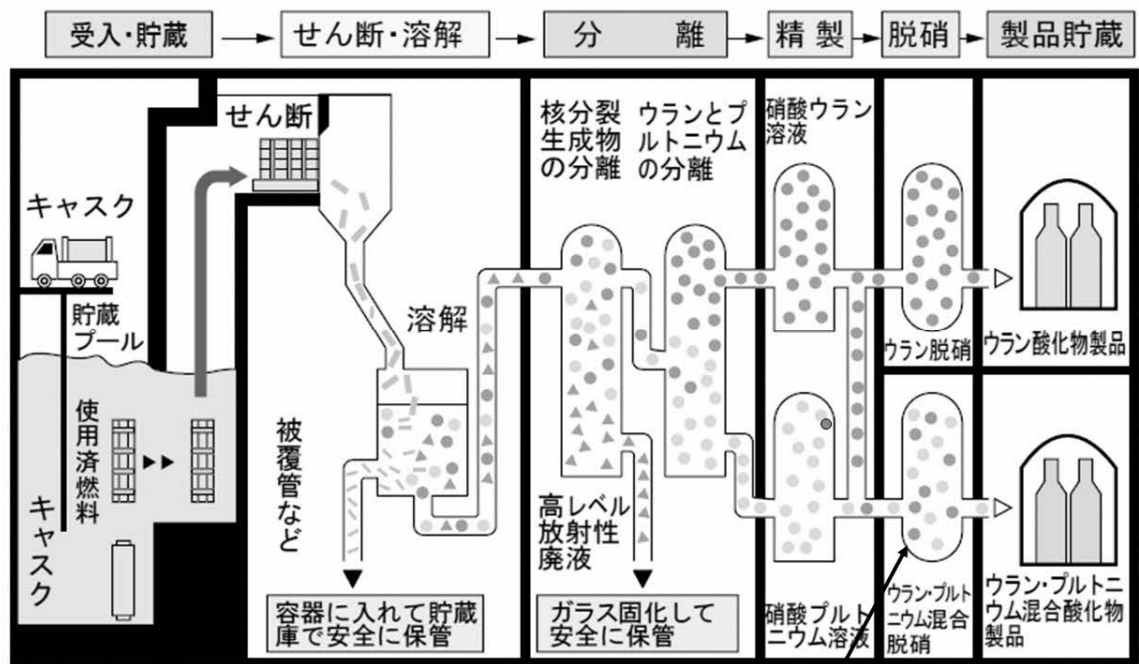 受入・貯蔵
せん断・溶解
分離
精製
脱硝
製品貯蔵
キャスク
貯蔵
プール
使用済燃料
キャスク
せん断
溶解
被覆管など
容器に入れて貯蔵
庫で安全に保管
核分裂
生成物
の分離
ウランとプ
ルトニウム
の分離
高レベル
放射性
廃液
ガラス固化して
安全に保管
硝酸ウラン
溶液
硝酸プルト
ニウム溶液
ウラン脱硝
ウラン・プルト
ニウム混合
脱硝
ウラン酸化物製品
ウラン・プルトニ
ウム混合酸化物
製品